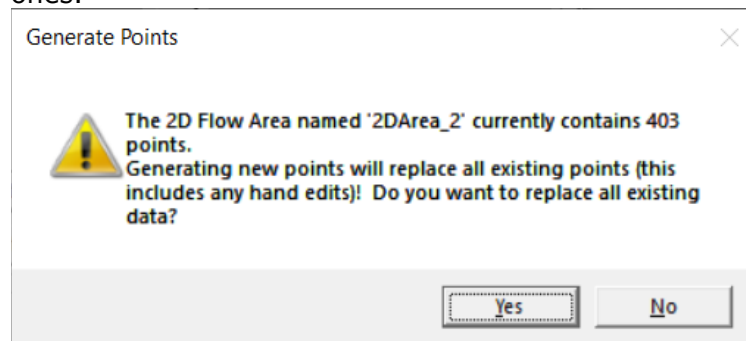 ones.
Generate Points
The 2D Flow Area named '2DArea_2' currently contains 403
points.
Generating new points will replace all existing points (this
includes any hand edits)! Do you want to replace all existing
data?
Yes
No